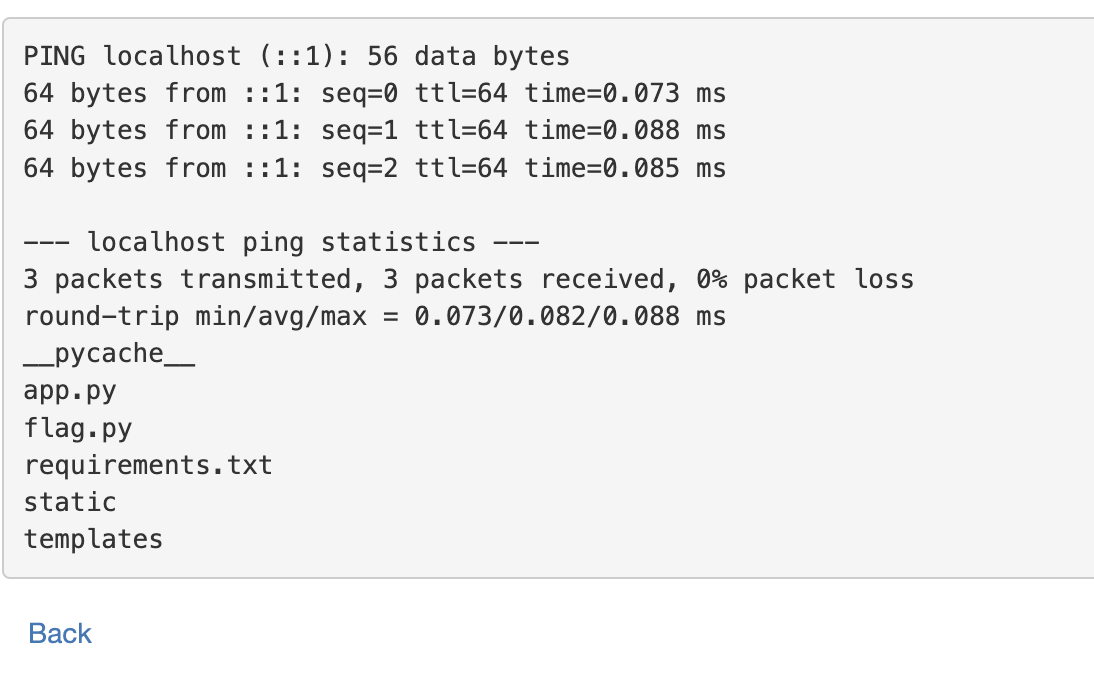 PING localhost (::1): 56 data bytes
64 bytes from ::1: seq=0 ttl=64 time=0.073 ms
64 bytes from ::1: seq=1 ttl=64 time=0.088 ms
64 bytes from ::1: seq=2 ttl=64 time=0.085 ms
--- localhost ping statistics ---
3 packets transmitted, 3 packets received, 0% packet loss
round-trip min/avg/max = 0.073/0.082/0.088 ms
__pycache__
app.py
flag.py
requirements.txt
static
templates
Back